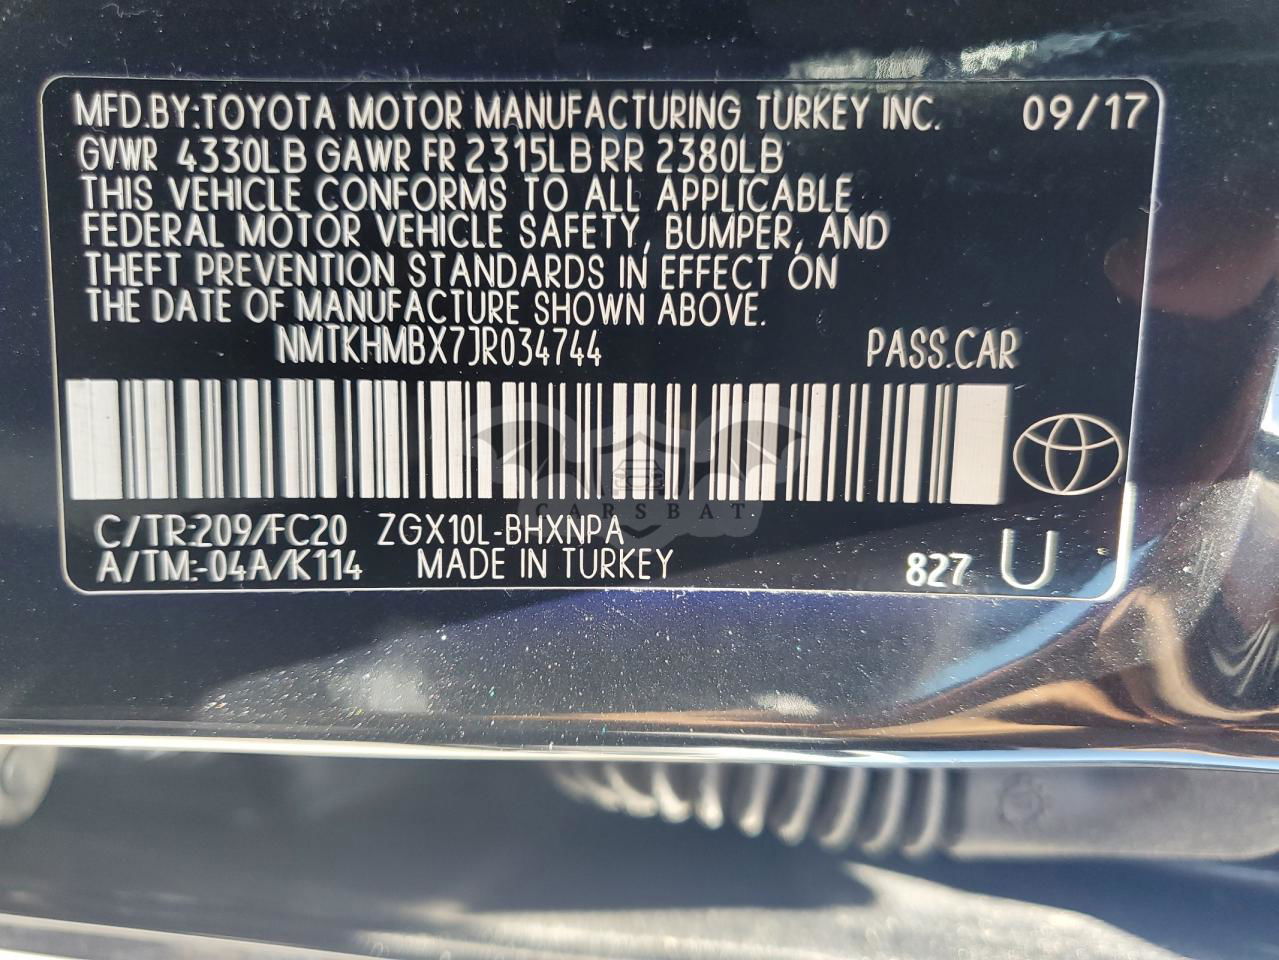 MFD.BY:TOYOTA MOTOR MANUFACTURING TURKEY INC. 09/17
GVWR 4330LB GAWR FR 2315LB RR 2380LB
THIS VEHICLE CONFORMS TO ALL APPLICABLE
FEDERAL MOTOR VEHICLE SAFETY, BUMPER, AND
THEFT PREVENTION STANDARDS IN EFFECT ON
THE DATE OF MANUFACTURE SHOWN ABOVE.
NMTKHMBX7JR034744 PASS.CAR
CARSBAT
C/TR:209/FC20 ZGX10L-BHXNPA
A/TM:-04A/K114 MADE IN TURKEY 827 U